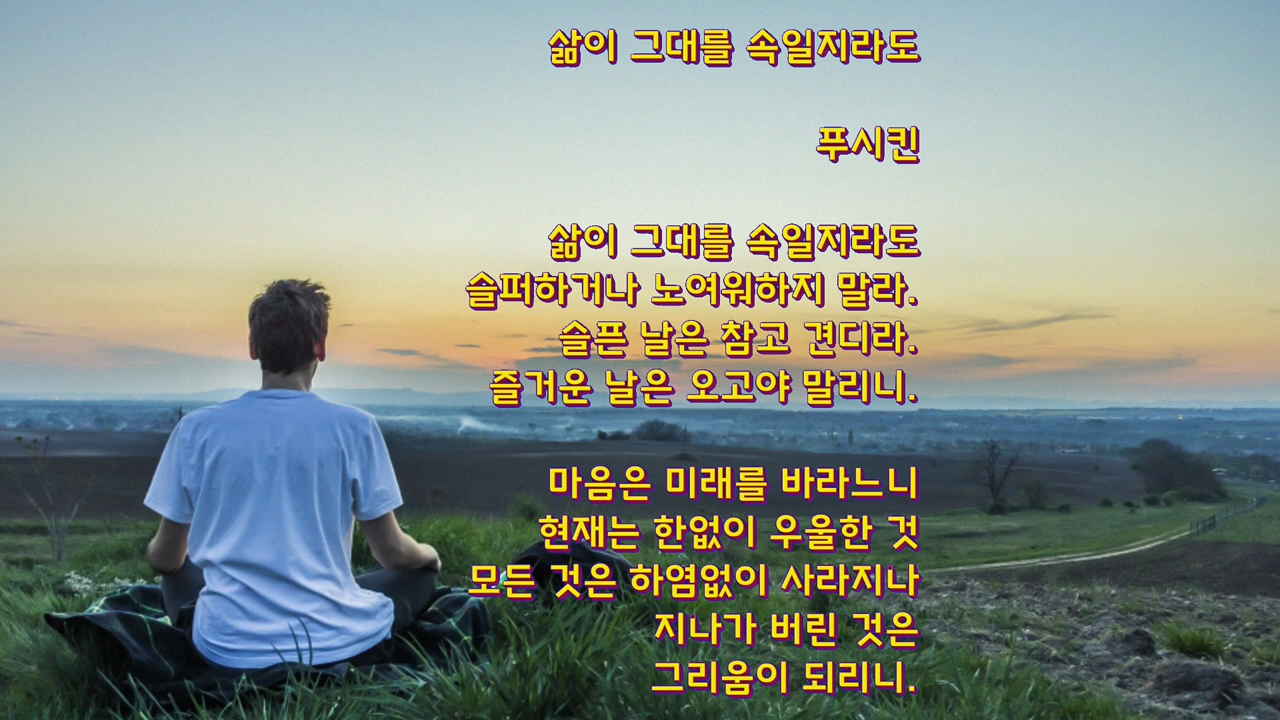 삶이 그대를 속일지라도
푸시킨
삶이 그대를 속일지라도
슬퍼하거나 노여워하지 말라.
슬픈 날은 참고 견디라.
즐거운 날은 오고야 말리니.
마음은 미래를 바라느니
현재는 한없이 우울한 것
모든 것은 하염없이 사라지나
지나가 버린 것은
그리움이 되리니.